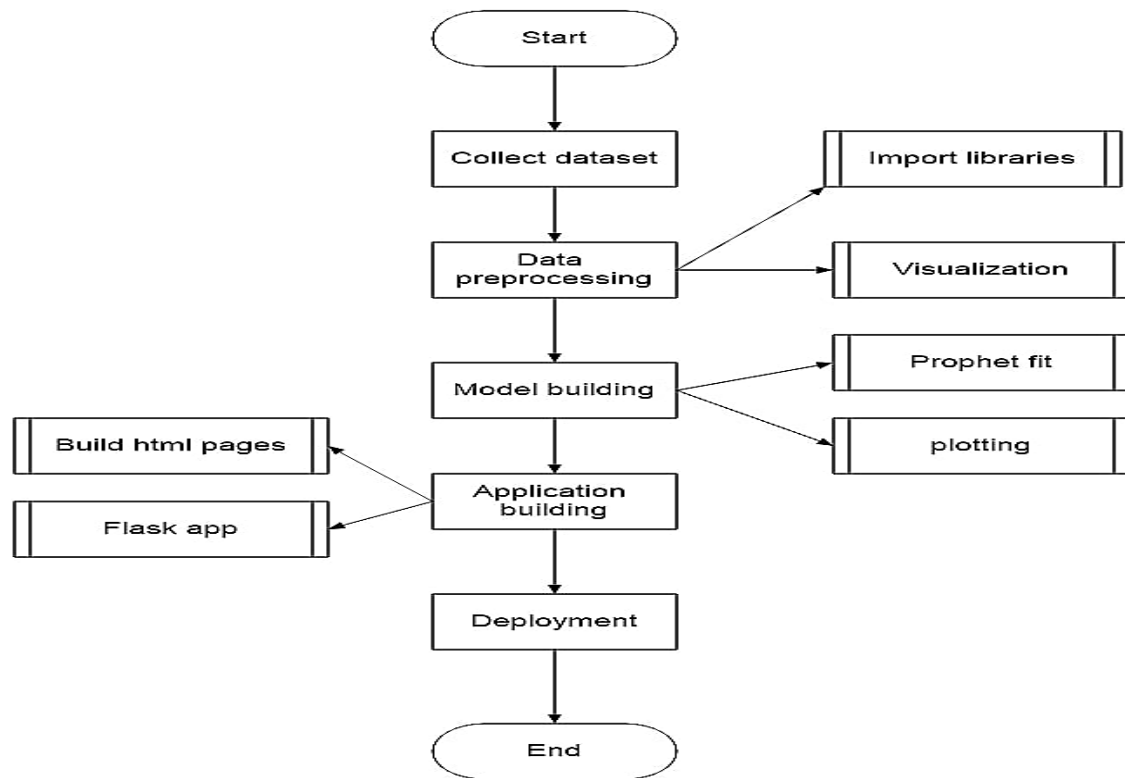 Start
Collect dataset
Import libraries
Data
preprocessing
Visualization
Model building
Prophet fit
plotting
Build html pages
Application
building
Flask app
Deployment
End